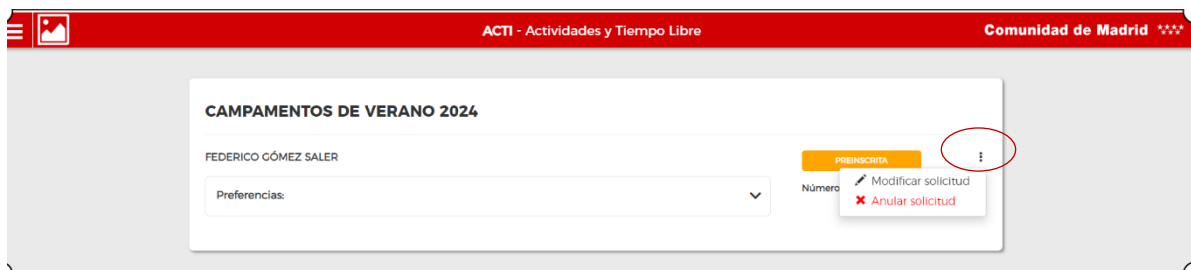 ACTI - Actividades y Tiempo Libre
Comunidad de Madrid
CAMPAMENTOS DE VERANO 2024
FEDERICO GÓMEZ SALER
PREINSCRITA
Preferencias:
Número
Modificar solicitud
Anular solicitud